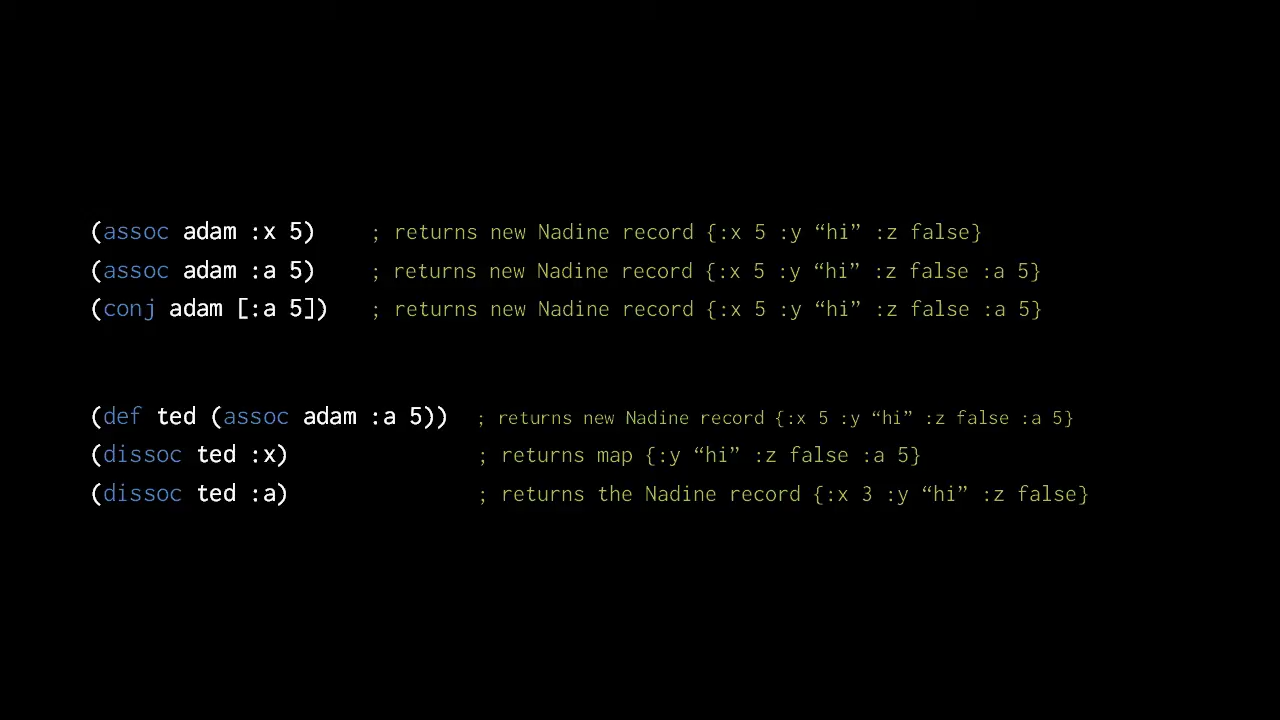 (assoc adam :x 5) ; returns new Nadine record {:x 5 :y “hi” :z false}
(assoc adam :a 5) ; returns new Nadine record {:x 5 :y “hi” :z false :a 5}
(conj adam [:a 5]) ; returns new Nadine record {:x 5 :y “hi” :z false :a 5}
(def ted (assoc adam :a 5)) ; returns new Nadine record {:x 5 :y “hi” :z false :a 5}
(dissoc ted :x) ; returns map {:y “hi” :z false :a 5}
(dissoc ted :a) ; returns the Nadine record {:x 3 :y “hi” :z false}